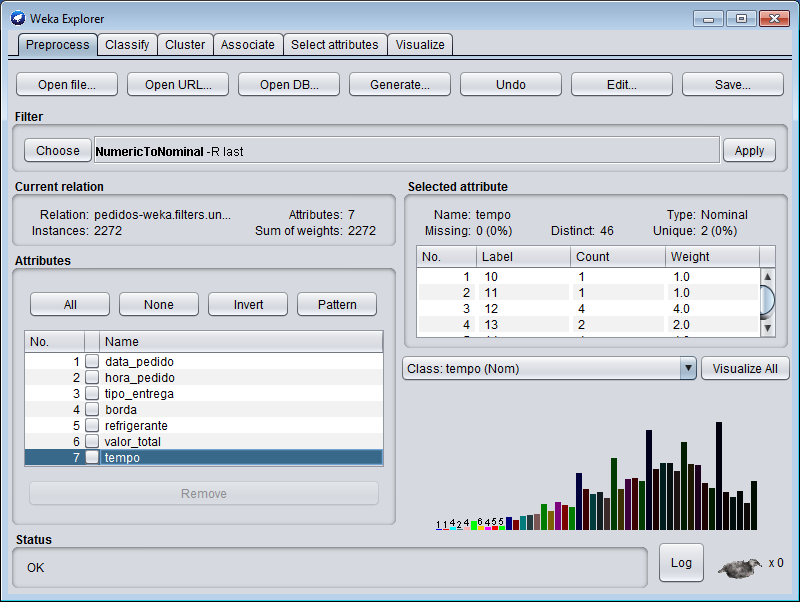 Weka Explorer
Preprocess Classify Cluster Associate Select attributes Visualize
Open file... Open URL... Open DB... Generate... Undo Edit... Save...
Filter
Choose NumericToNominal -R last Apply
Current relation
Relation: pedidos-weka.filters.un... Attributes: 7
Instances: 2272 Sum of weights: 2272
Attributes
All None Invert Pattern
No. Name
1 data_pedido
2 hora_pedido
3 tipo_entrega
4 borda
5 refrigerante
6 valor_total
7 tempo
Remove
Selected attribute
Name: tempo Type: Nominal
Missing: 0 (0%) Distinct: 46 Unique: 2 (0%)
No. Label Count Weight
1 10 1 1.0
2 11 1 1.0
3 12 4 4.0
4 13 2 2.0
Class: tempo (Nom) Visualize All
1 1 4 2 4 6 4 5 5
Status
OK
Log x 0